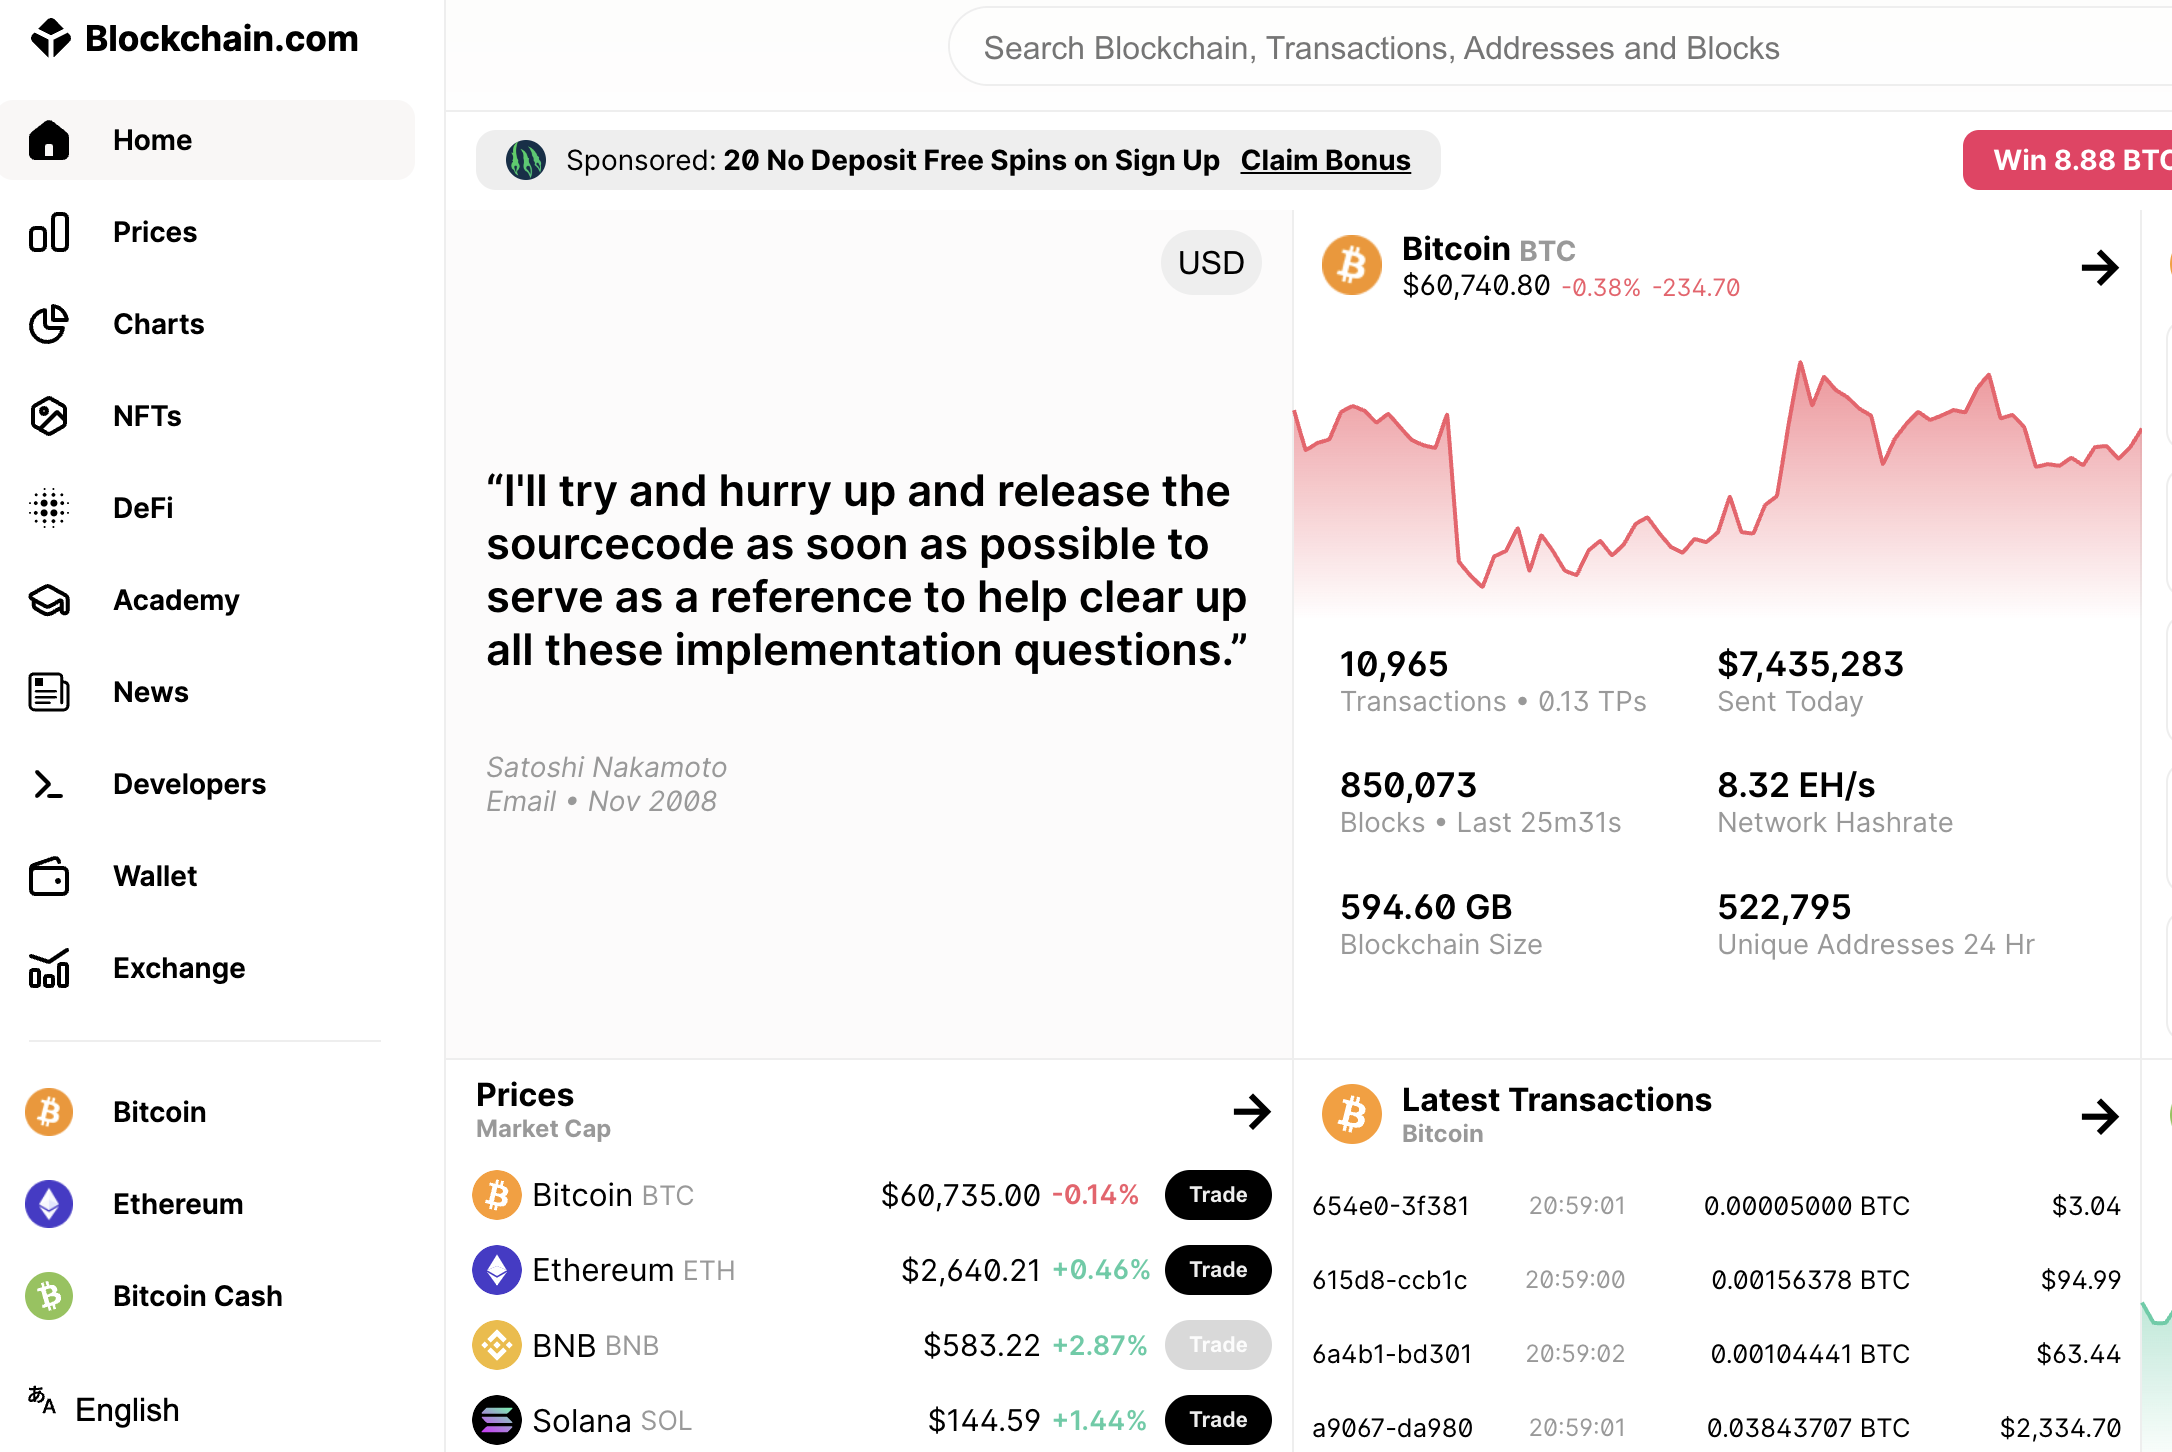 Blockchain.com
Search Blockchain, Transactions, Addresses and Blocks
Home
Prices
Charts
NFTs
DeFi
Academy
News
Developers
Wallet
Exchange
Bitcoin
Ethereum
Bitcoin Cash
あA English
Sponsored: 20 No Deposit Free Spins on Sign Up Claim Bonus
Win 8.88 BTC
USD
“I'll try and hurry up and release the
sourcecode as soon as possible to
serve as a reference to help clear up
all these implementation questions.”
Satoshi Nakamoto
Email • Nov 2008
Bitcoin BTC
$60,740.80 -0.38% -234.70
10,965
Transactions • 0.13 TPs
$7,435,283
Sent Today
850,073
Blocks • Last 25m31s
8.32 EH/s
Network Hashrate
594.60 GB
Blockchain Size
522,795
Unique Addresses 24 Hr
Prices
Market Cap
Bitcoin BTC $60,735.00 -0.14% Trade
Ethereum ETH $2,640.21 +0.46% Trade
BNB BNB $583.22 +2.87% Trade
Solana SOL $144.59 +1.44% Trade
Latest Transactions
Bitcoin
654e0-3f381 20:59:01 0.00005000 BTC $3.04
615d8-ccb1c 20:59:00 0.00156378 BTC $94.99
6a4b1-bd301 20:59:02 0.00104441 BTC $63.44
a9067-da980 20:59:01 0.03843707 BTC $2,334.70